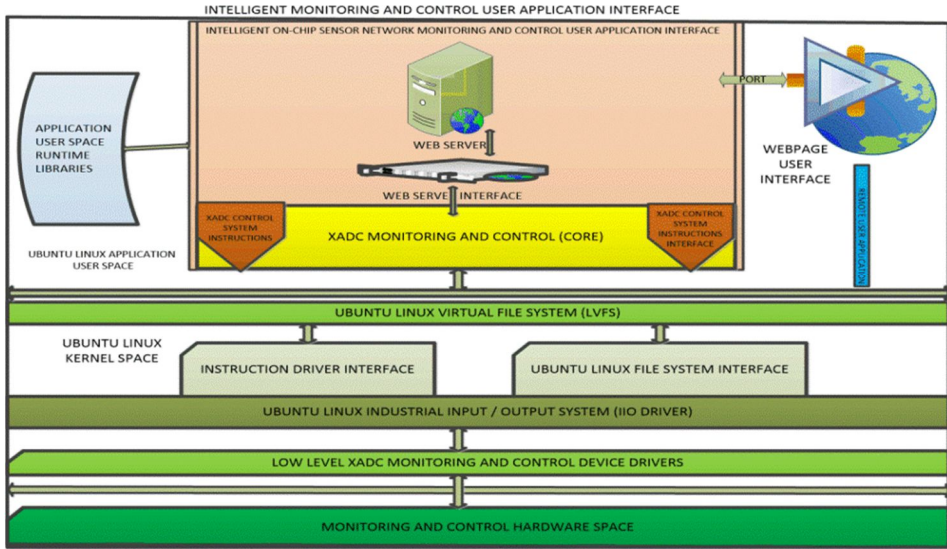 INTELLIGENT MONITORING AND CONTROL USER APPLICATION INTERFACE
INTELLIGENT ON-CHIP SENSOR NETWORK MONITORING AND CONTROL USER APPLICATION INTERFACE
APPLICATION
USER SPACE
RUNTIME
LIBRARIES
WEB SERVER
PORT
WEBPAGE
USER
INTERFACE
WEB SERVE INTERFACE
XADC CONTROL
SYSTEM
INSTRUCTIONS
XADC MONITORING AND CONTROL (CORE)
XADC CONTROL
SYSTEM
INSTRUCTIONS
INTERFACE
REMOTE USER APPLICATION
UBUNTU LINUX APPLICATION
USER SPACE
UBUNTU LINUX VIRTUAL FILE SYSTEM (LVFS)
UBUNTU LINUX
KERNEL SPACE
INSTRUCTION DRIVER INTERFACE
UBUNTU LINUX FILE SYSTEM INTERFACE
UBUNTU LINUX INDUSTRIAL INPUT / OUTPUT SYSTEM (IIO DRIVER)
LOW LEVEL XADC MONITORING AND CONTROL DEVICE DRIVERS
MONITORING AND CONTROL HARDWARE SPACE